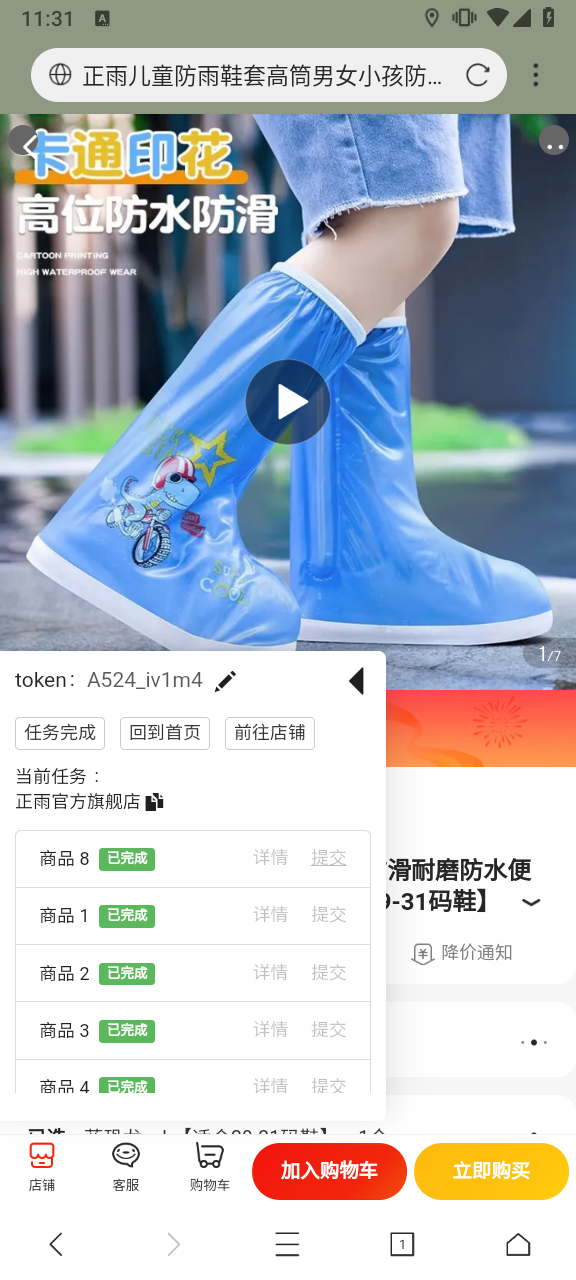 11:31
正雨儿童防雨鞋套高筒男女小孩防...
卡通印花
高位防水防滑
CARTOON PRINTING
HIGH WATERPROOF WEAR
COOL
1/7
token： A524_iv1m4
任务完成 回到首页 前往店铺
当前任务：
正雨官方旗舰店
商品 8 已完成 详情 提交
商品 1 已完成 详情 提交
商品 2 已完成 详情 提交
商品 3 已完成 详情 提交
商品 4 已完成 详情 提交
滑耐磨防水便
9-31码鞋】
降价通知
店铺 客服 购物车 加入购物车 立即购买
1